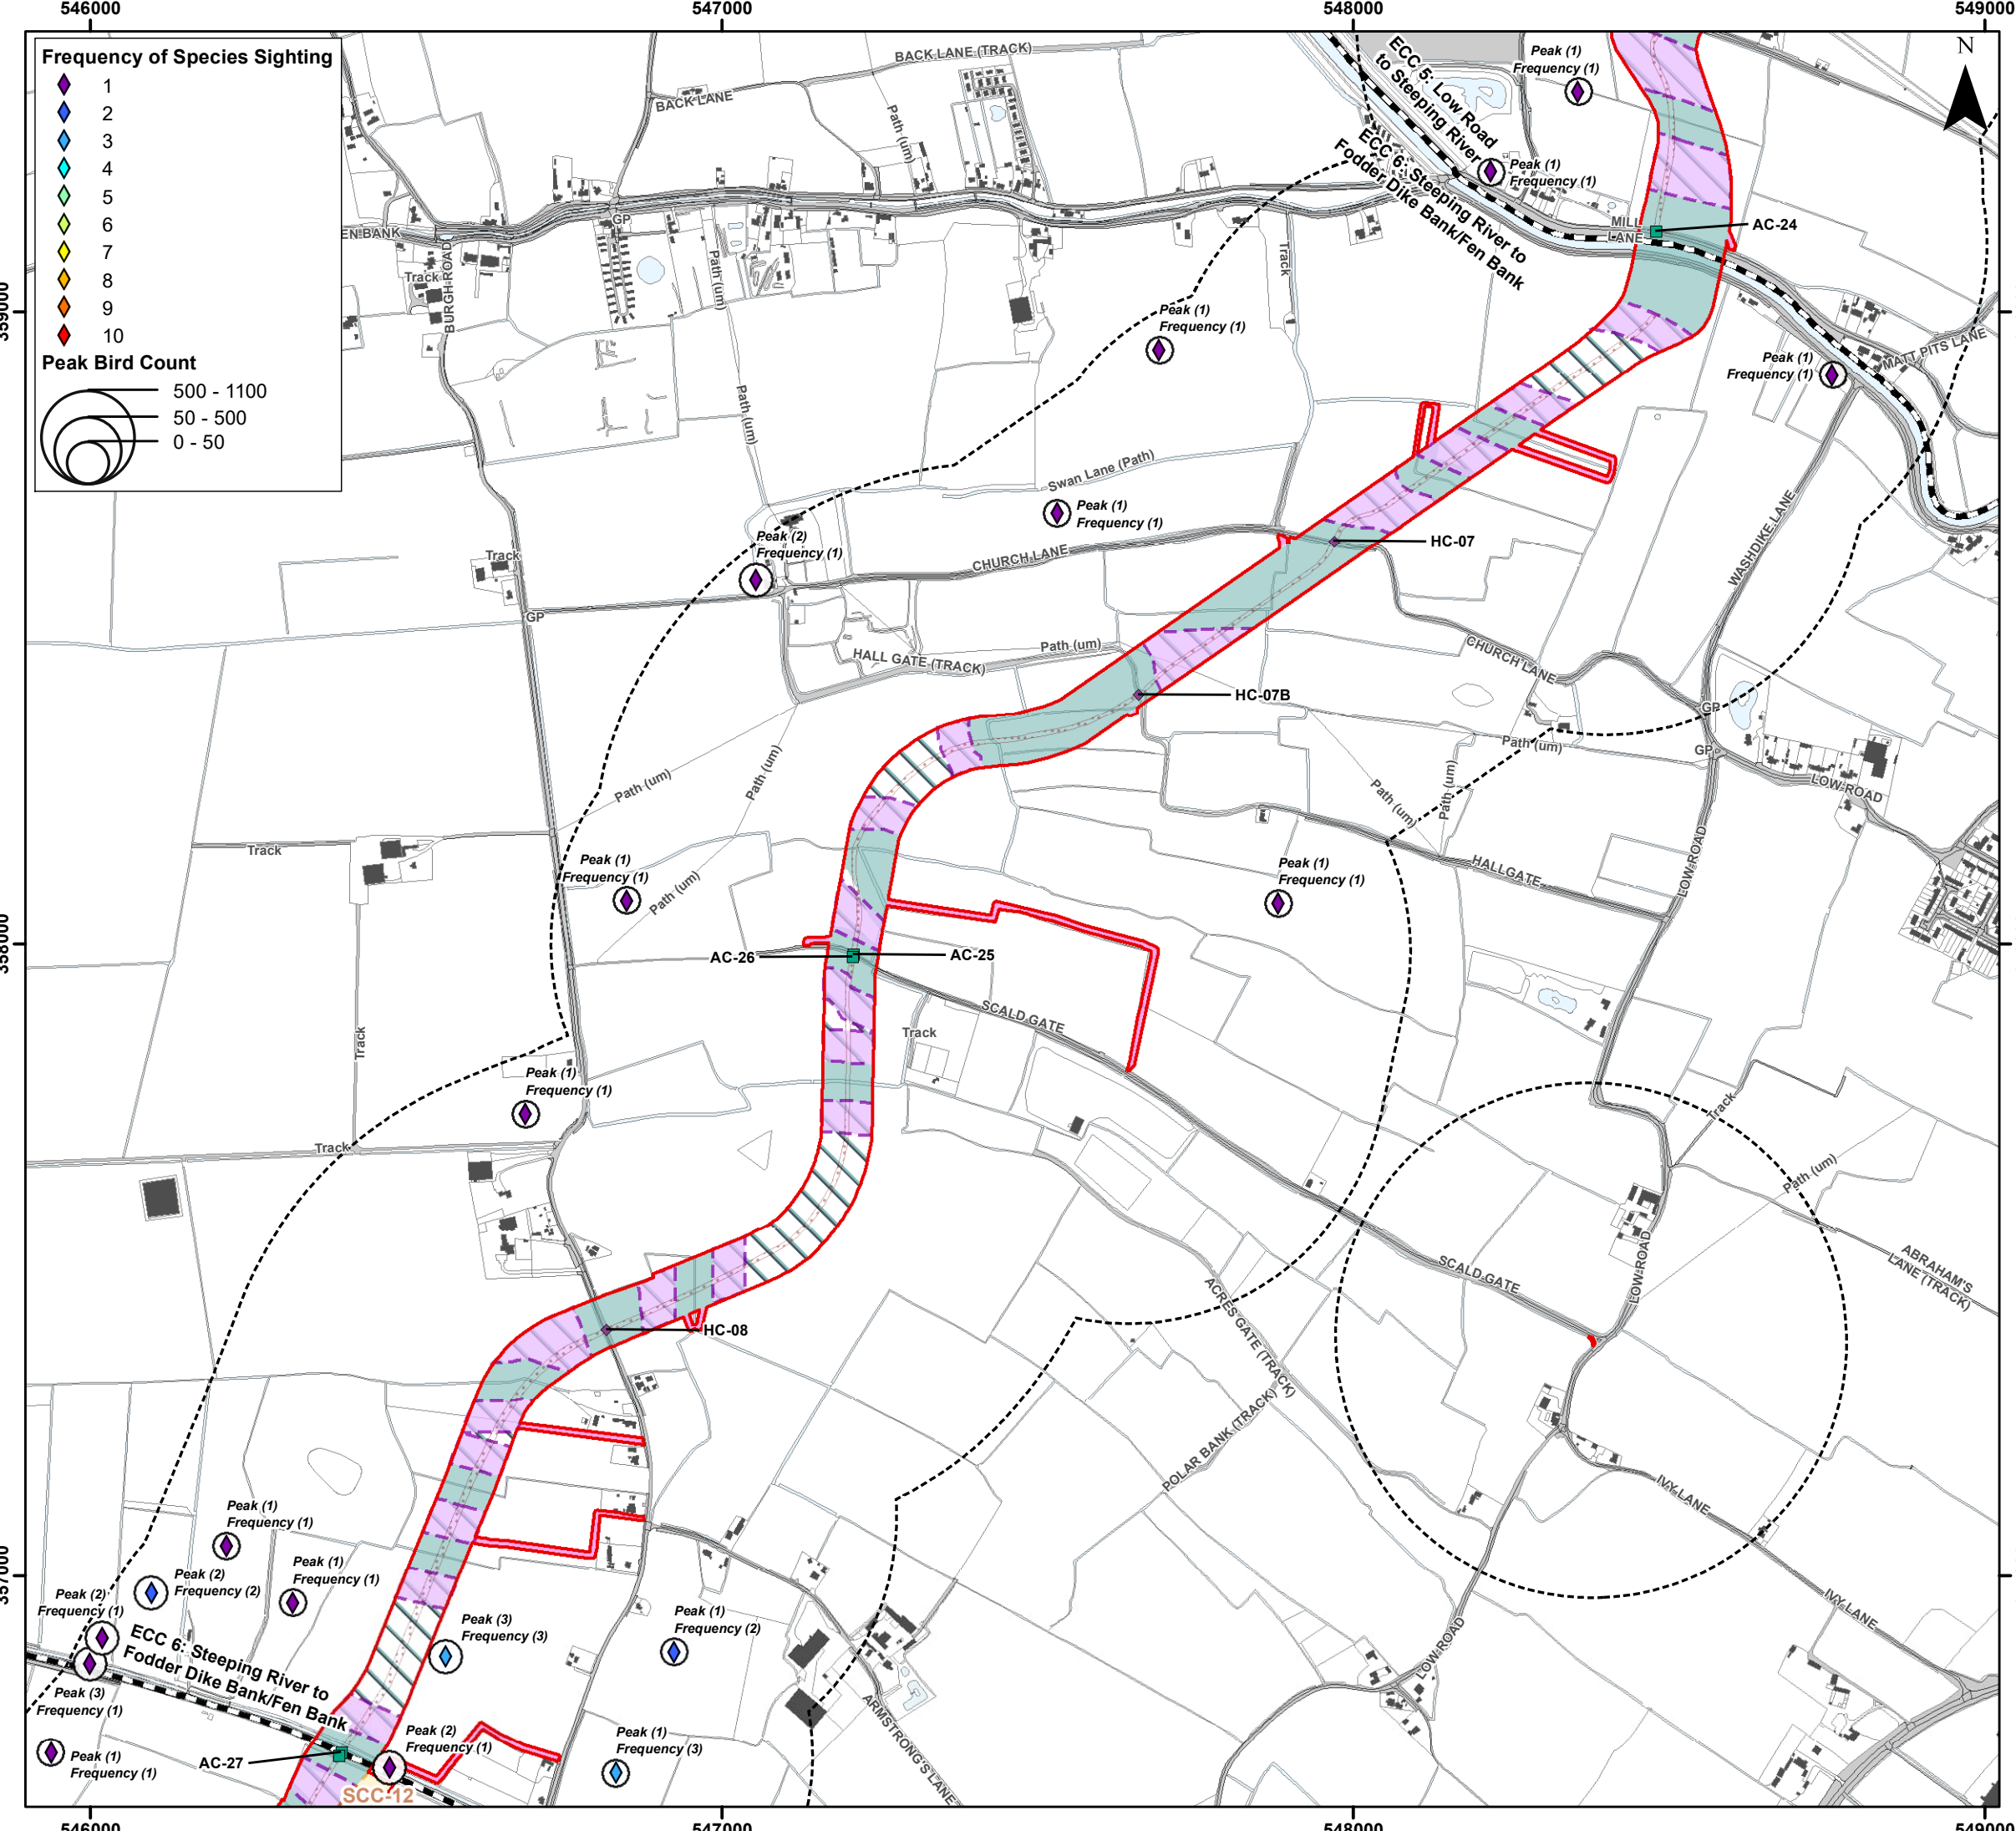 546000
547000
548000
549000
Frequency of Species Sighting
1
2
3
4
5
6
7
8
9
10
Peak Bird Count
500 - 1100
50 - 500
0 - 50
N
BACK LANE (TRACK)
BACK LANE
Path (um)
ECC 5: Low Road
to Steeping River
ECC 6: Steeping River to
Fodder Dike Bank/Fen Bank
Peak (1)
Frequency (1)
Peak (1)
Frequency (1)
MILL
LANE
AC-24
EN BANK
GP
Track
BURGH ROAD
Path (um)
Track
359000
Peak (1)
Frequency (1)
Peak (1)
Frequency (1)
MATT PITS LANE
Path (um)
Swan Lane (Path)
Peak (1)
Frequency (1)
Peak (2)
Frequency (1)
CHURCH LANE
HC-07
WASHDIKE LANE
Track
GP
HALL GATE (TRACK)
Path (um)
CHURCH LANE
HC-07B
GP
Path (um)
GP
LOW ROAD
Path (um)
Path (um)
Path (um)
Path (um)
Track
Peak (1)
Frequency (1)
Path (um)
Peak (1)
Frequency (1)
HALLGATE
LOW ROAD
358000
AC-26
AC-25
SCALD GATE
Track
Track
Peak (1)
Frequency (1)
Track
Track
Path (um)
SCALD GATE
LOW ROAD
ABRAHAM'S
LANE (TRACK)
ACRES GATE (TRACK)
HC-08
POLAR BANK (TRACK)
IVY LANE
Peak (1)
Frequency (1)
357000
Peak (2)
Frequency (2)
Peak (1)
Frequency (1)
Peak (2)
Frequency (1)
ECC 6: Steeping River to
Fodder Dike Bank/Fen Bank
Peak (3)
Frequency (3)
Peak (1)
Frequency (2)
IVY LANE
LOW ROAD
Peak (3)
Frequency (1)
Peak (1)
Frequency (1)
AC-27
Peak (2)
Frequency (1)
SCC-12
Peak (1)
Frequency (3)
ARMSTRONG'S LANE
546000
547000
548000
549000